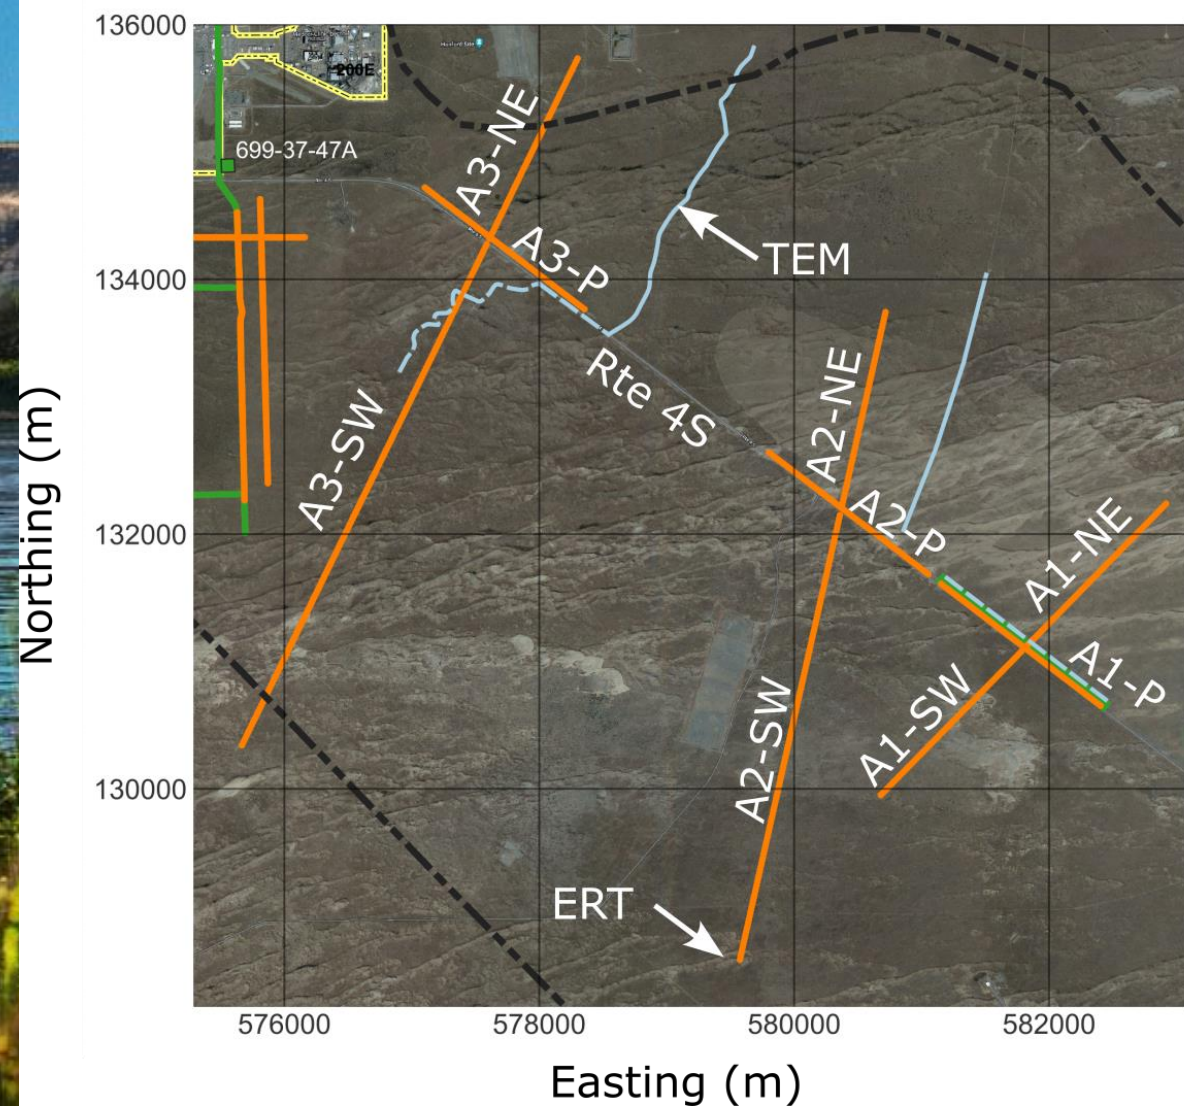 136000
200E
699-37-47A
A3-NE
A3-P
TEM
134000
Rte 4S
A2-NE
A3-SW
A2-P
132000
A1-NE
A1-P
A1-SW
A2-SW
130000
ERT
Northing (m)
576000
578000
580000
582000
Easting (m)